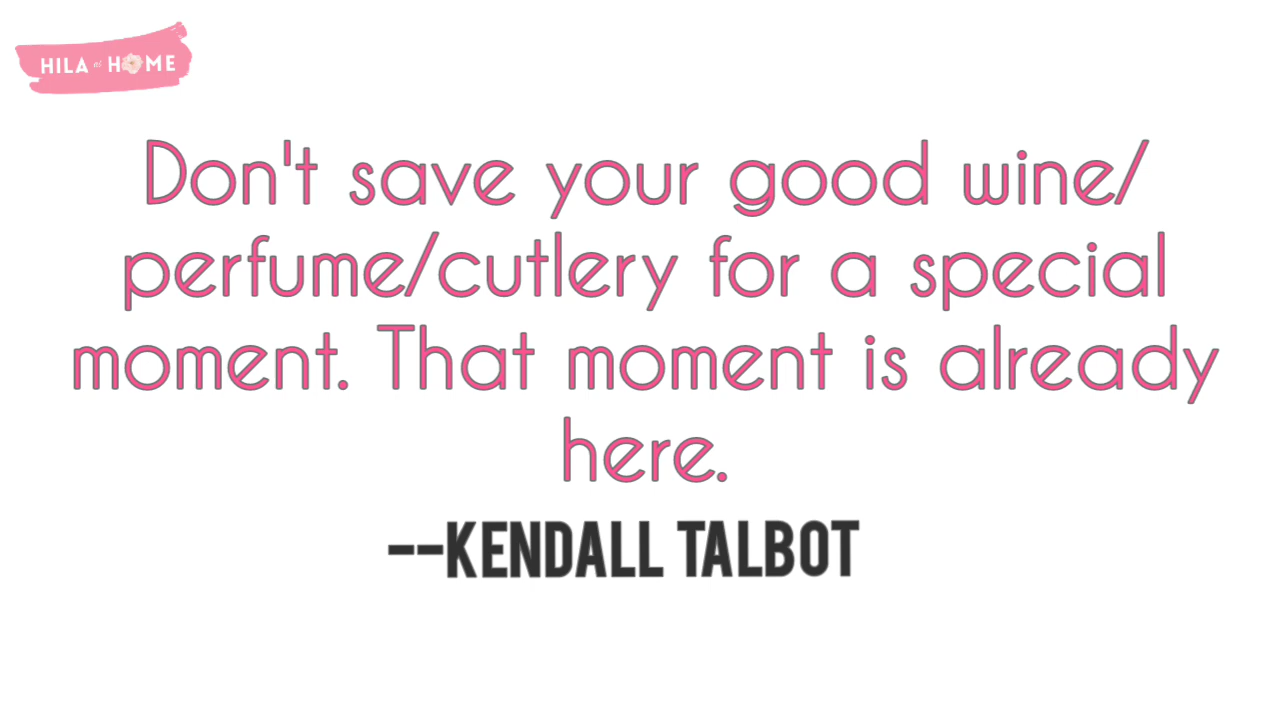 HILA at HOME
Don't save your good wine/
perfume/cutlery for a special
moment. That moment is already
here.
--KENDALL TALBOT